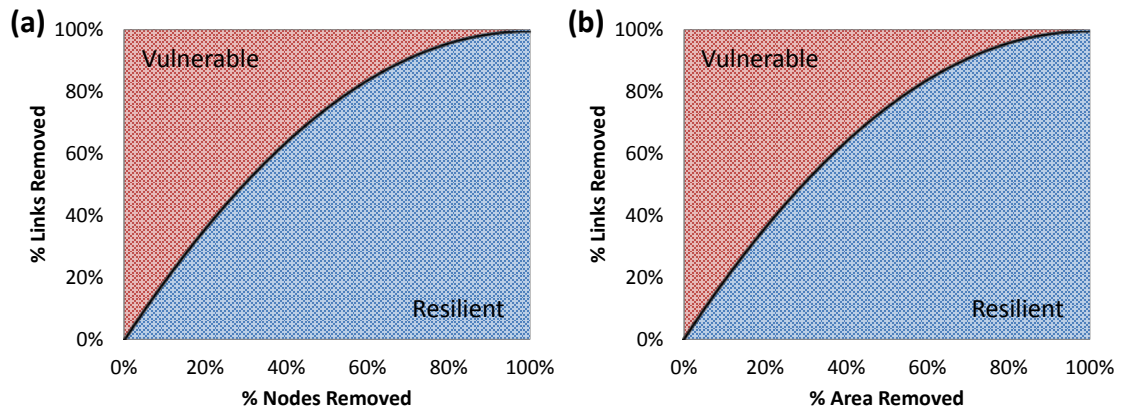 (a)
100%
80%
60%
40%
20%
0%
% Links Removed
Vulnerable
Resilient
0% 20% 40% 60% 80% 100%
% Nodes Removed
(b)
100%
80%
60%
40%
20%
0%
% Links Removed
Vulnerable
Resilient
0% 20% 40% 60% 80% 100%
% Area Removed